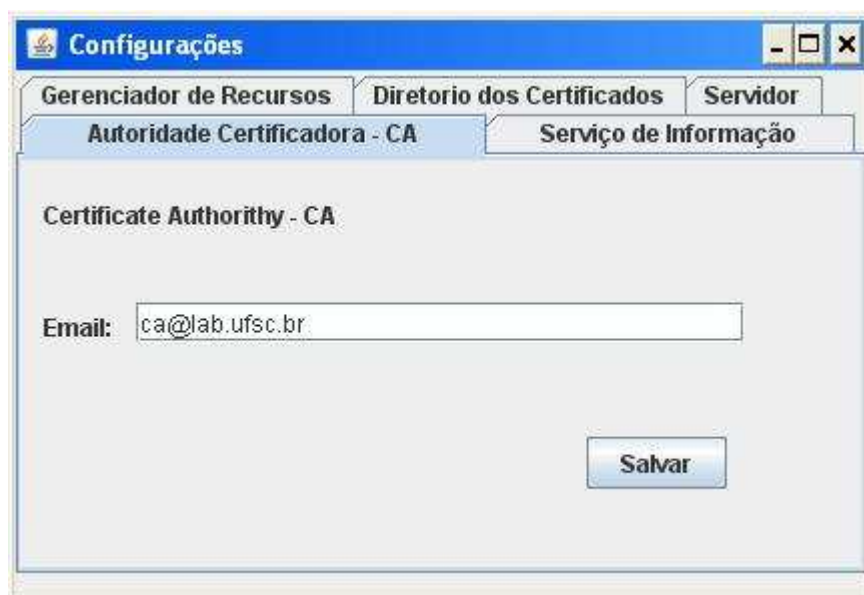 Configurações
Gerenciador de Recursos Diretorio dos Certificados Servidor
Autoridade Certificadora - CA Serviço de Informação
Certificate Authorithy - CA
Email: ca@lab.ufsc.br
Salvar